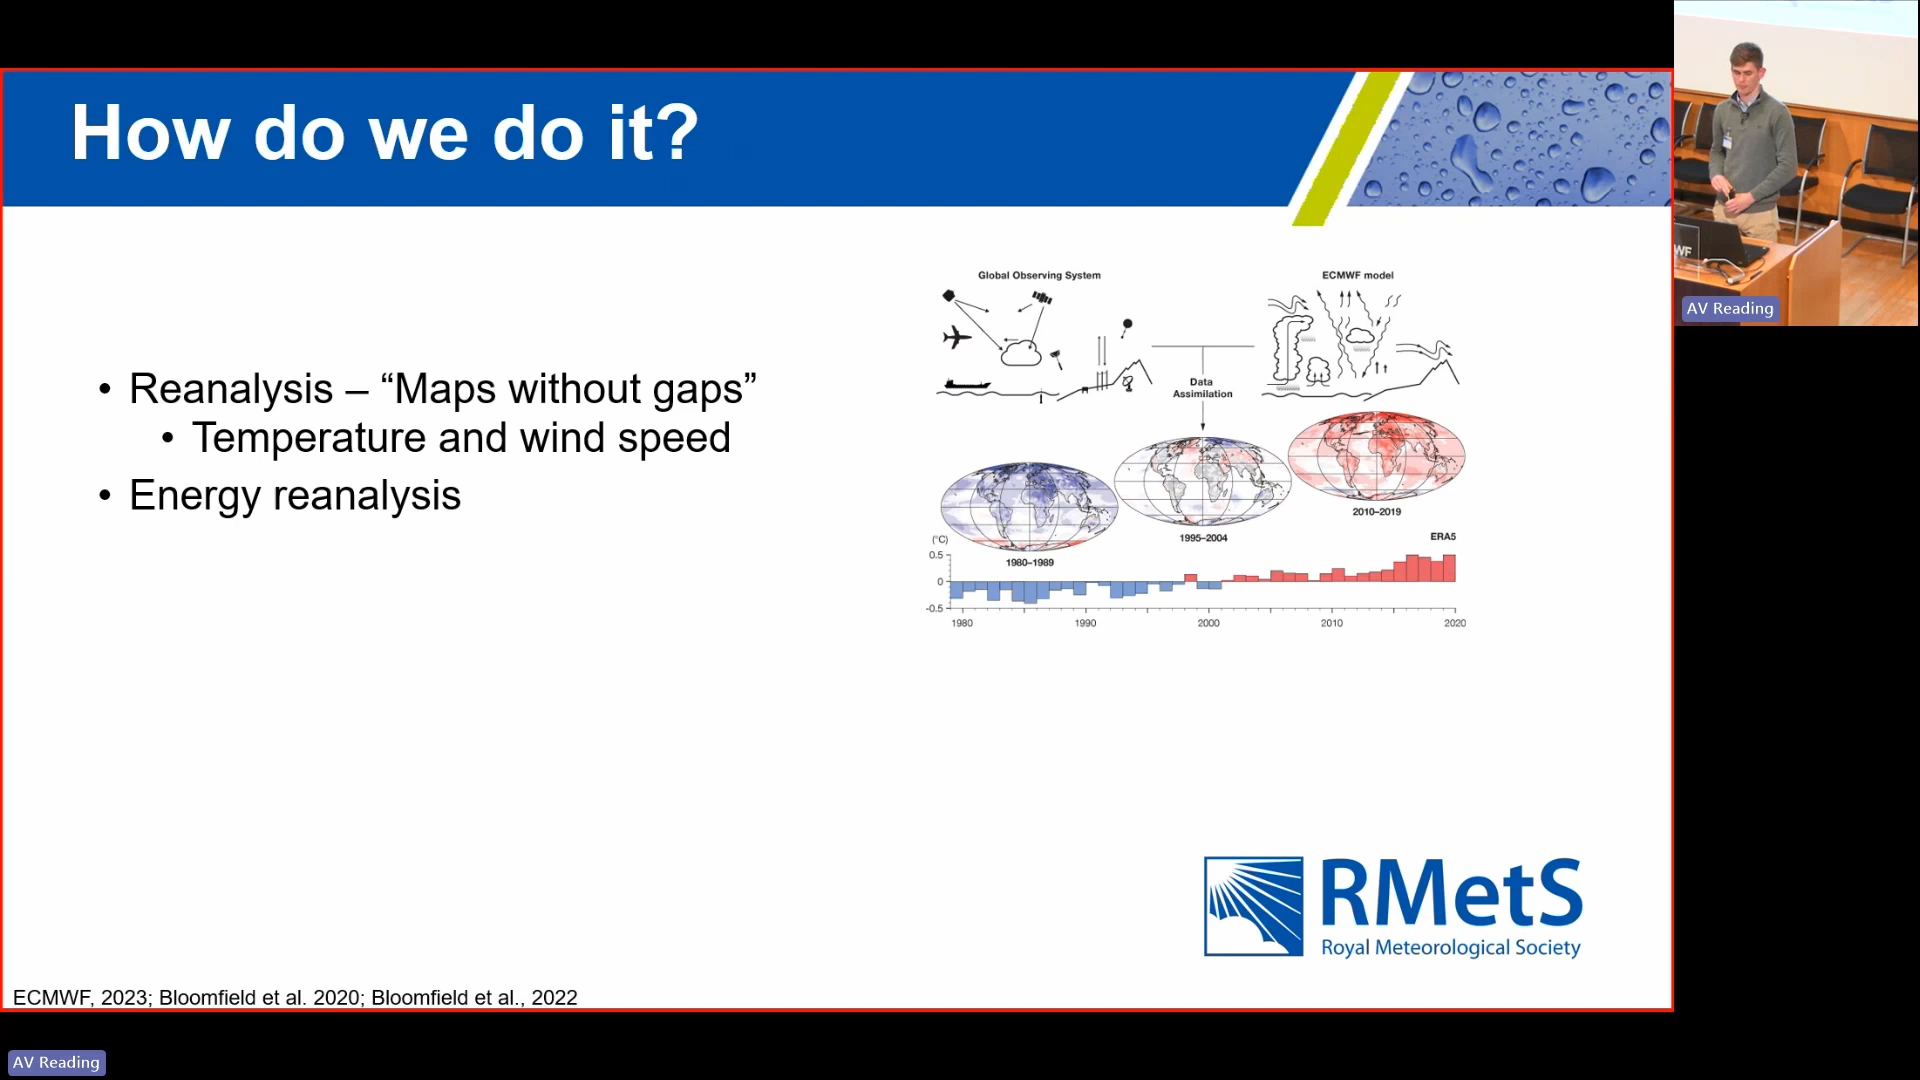 How do we do it?
• Reanalysis – “Maps without gaps”
• Temperature and wind speed
• Energy reanalysis
Global Observing System
ECMWF model
Data
Assimilation
1980–1989
1995–2004
2010–2019
ERA5
(°C)
0.5
0
-0.5
1980
1990
2000
2010
2020
RMetS
Royal Meteorological Society
ECMWF, 2023; Bloomfield et al. 2020; Bloomfield et al., 2022
WF
AV Reading
AV Reading